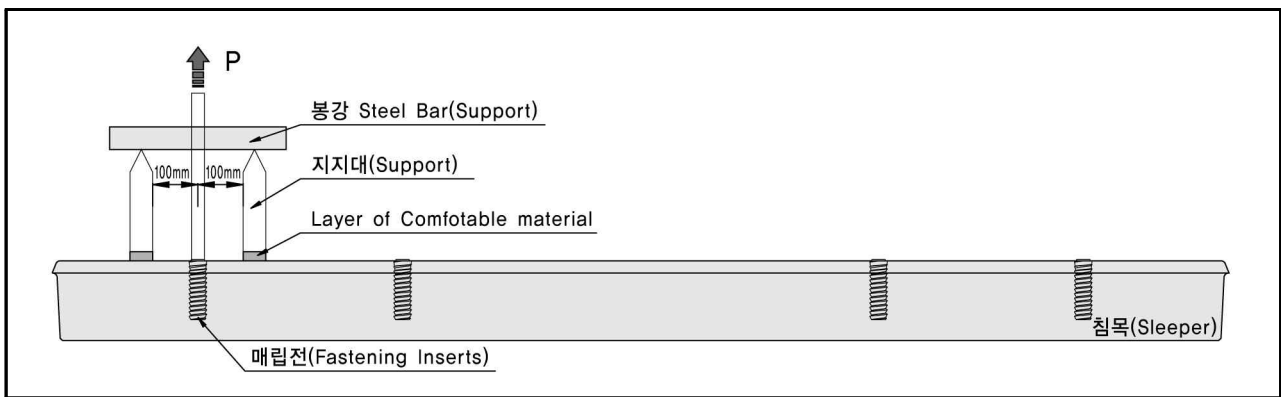 P
봉강 Steel Bar(Support)
지지대(Support)
100mm 100mm
Layer of Comfotable material
침목(Sleeper)
매립전(Fastening Inserts)